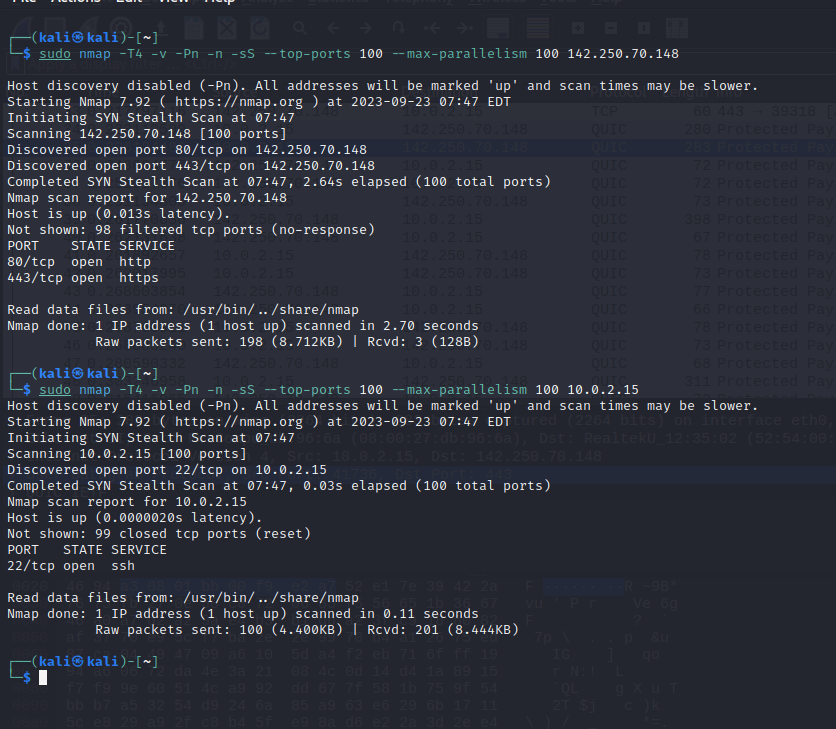 File Actions Edit View Help
┌──(kali㉿kali)-[~]
└─$ sudo nmap -T4 -v -Pn -n -sS --top-ports 100 --max-parallelism 100 142.250.70.148
Host discovery disabled (-Pn). All addresses will be marked 'up' and scan times may be slower.
Starting Nmap 7.92 ( https://nmap.org ) at 2023-09-23 07:47 EDT
Initiating SYN Stealth Scan at 07:47
Scanning 142.250.70.148 [100 ports]
Discovered open port 80/tcp on 142.250.70.148
Discovered open port 443/tcp on 142.250.70.148
Completed SYN Stealth Scan at 07:47, 2.64s elapsed (100 total ports)
Nmap scan report for 142.250.70.148
Host is up (0.013s latency).
Not shown: 98 filtered tcp ports (no-response)
PORT    STATE SERVICE
80/tcp  open  http
443/tcp open  https
Read data files from: /usr/bin/../share/nmap
Nmap done: 1 IP address (1 host up) scanned in 2.70 seconds
Raw packets sent: 198 (8.712KB) | Rcvd: 3 (128B)
┌──(kali㉿kali)-[~]
└─$ sudo nmap -T4 -v -Pn -n -sS --top-ports 100 --max-parallelism 100 10.0.2.15
Host discovery disabled (-Pn). All addresses will be marked 'up' and scan times may be slower.
Starting Nmap 7.92 ( https://nmap.org ) at 2023-09-23 07:47 EDT
Initiating SYN Stealth Scan at 07:47
Scanning 10.0.2.15 [100 ports]
Discovered open port 22/tcp on 10.0.2.15
Completed SYN Stealth Scan at 07:47, 0.03s elapsed (100 total ports)
Nmap scan report for 10.0.2.15
Host is up (0.0000020s latency).
Not shown: 99 closed tcp ports (reset)
PORT   STATE SERVICE
22/tcp open  ssh
Read data files from: /usr/bin/../share/nmap
Nmap done: 1 IP address (1 host up) scanned in 0.11 seconds
Raw packets sent: 100 (4.400KB) | Rcvd: 201 (8.444KB)
┌──(kali㉿kali)-[~]
└─$